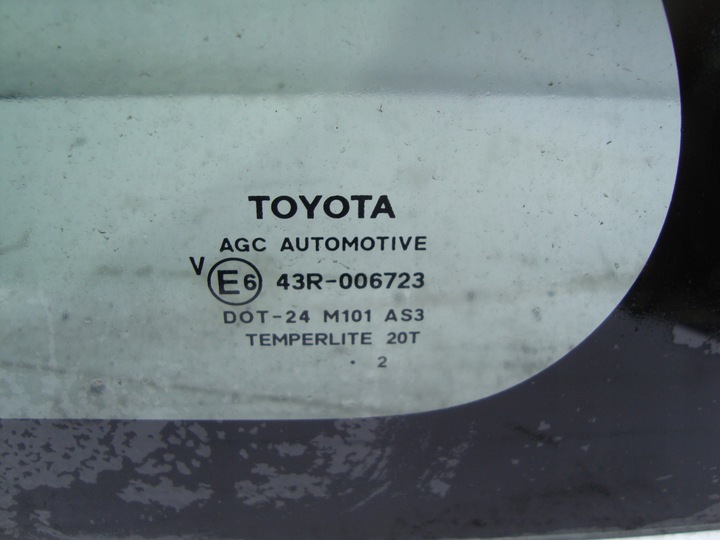 TOYOTA
AGC AUTOMOTIVE
V E6 43R-006723
DOT-24 M101 AS3
TEMPERLITE 20T
. 2